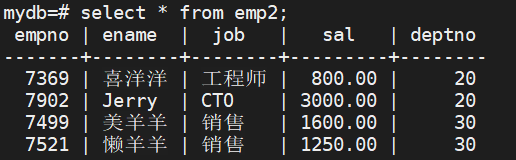 mydb=# select * from emp2;
 empno | ename  |  job   |   sal   | deptno
-------+--------+--------+---------+--------
  7369 | 喜洋洋 | 工程师 |  800.00 |     20
  7902 | Jerry  | CTO    | 3000.00 |     20
  7499 | 美羊羊 | 销售   | 1600.00 |     30
  7521 | 懒羊羊 | 销售   | 1250.00 |     30